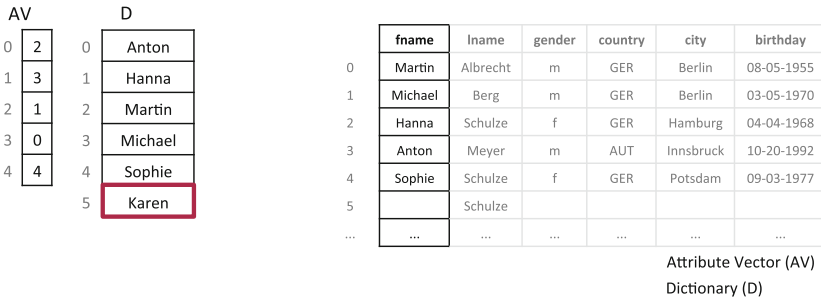 AV D
0 2 0 Anton
1 3 1 Hanna
2 1 2 Martin
3 0 3 Michael
4 4 4 Sophie
5 Karen
fname lname gender country city birthday
0 Martin Albrecht m GER Berlin 08-05-1955
1 Michael Berg m GER Berlin 03-05-1970
2 Hanna Schulze f GER Hamburg 04-04-1968
3 Anton Meyer m AUT Innsbruck 10-20-1992
4 Sophie Schulze f GER Potsdam 09-03-1977
5 Schulze
... ... ... ... ... ... ...
Attribute Vector (AV)
Dictionary (D)